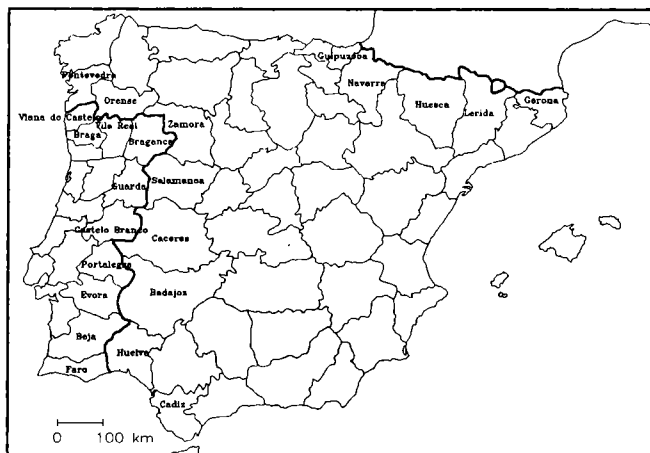 Guipuzcoa
Pontevedra
Navarra
Orense
Huesca
Lerida
Gerona
Viana do Castelo
Vila Real
Zamora
Braga
Braganca
Salamanca
Guarda
Castelo Branco
Caceres
Portalegre
Evora
Badajoz
Beja
Huelva
Faro
Cadiz
0 100 km